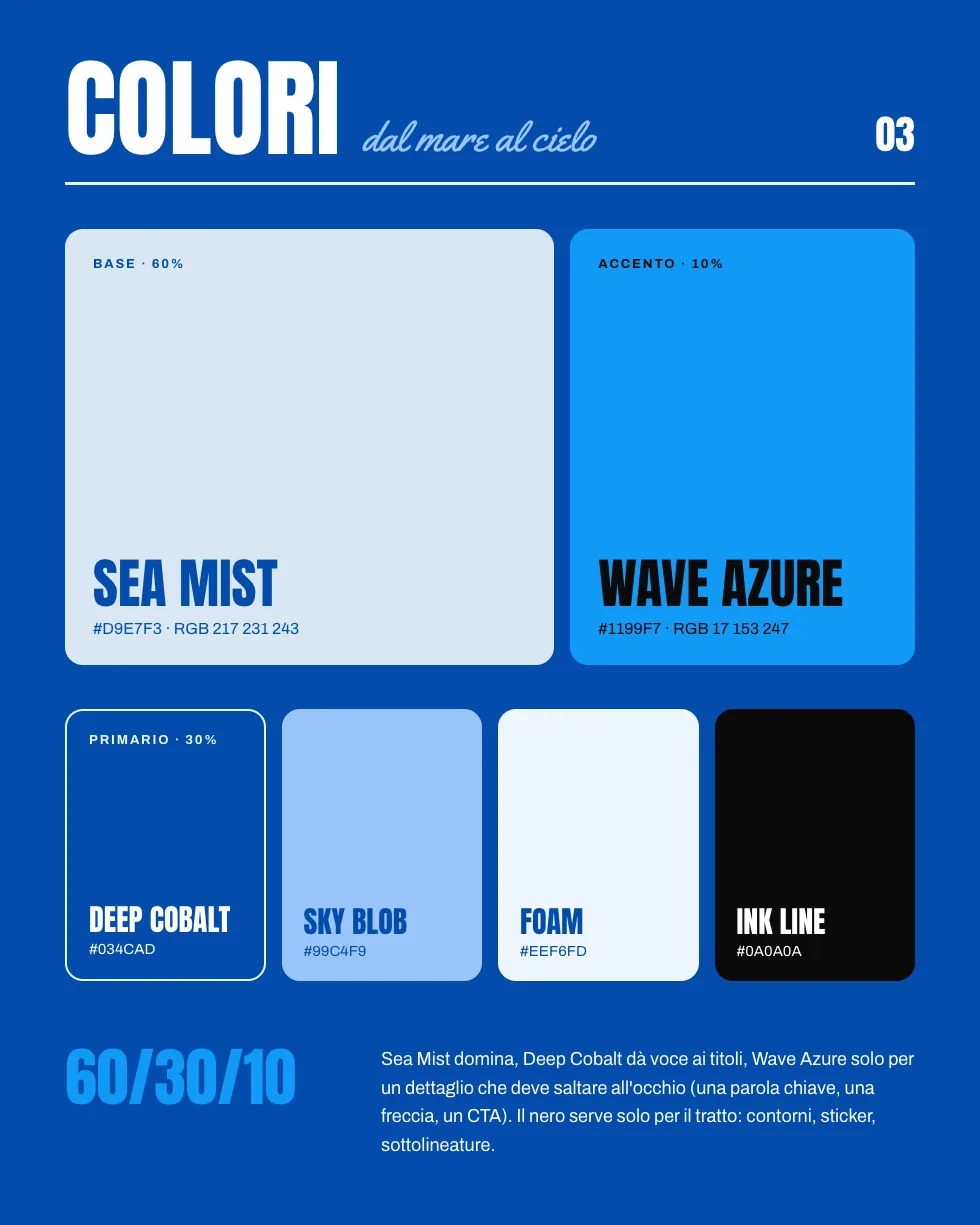 COLORI dal mare al cielo 03
BASE · 60%
SEA MIST
#D9E7F3 · RGB 217 231 243
ACCENTO · 10%
WAVE AZURE
#1199F7 · RGB 17 153 247
PRIMARIO · 30%
DEEP COBALT
#034CAD
SKY BLOB
#99C4F9
FOAM
#EEF6FD
INK LINE
#0A0A0A
60/30/10
Sea Mist domina, Deep Cobalt dà voce ai titoli, Wave Azure solo per
un dettaglio che deve saltare all'occhio (una parola chiave, una
freccia, un CTA). Il nero serve solo per il tratto: contorni, sticker,
sottolineature.